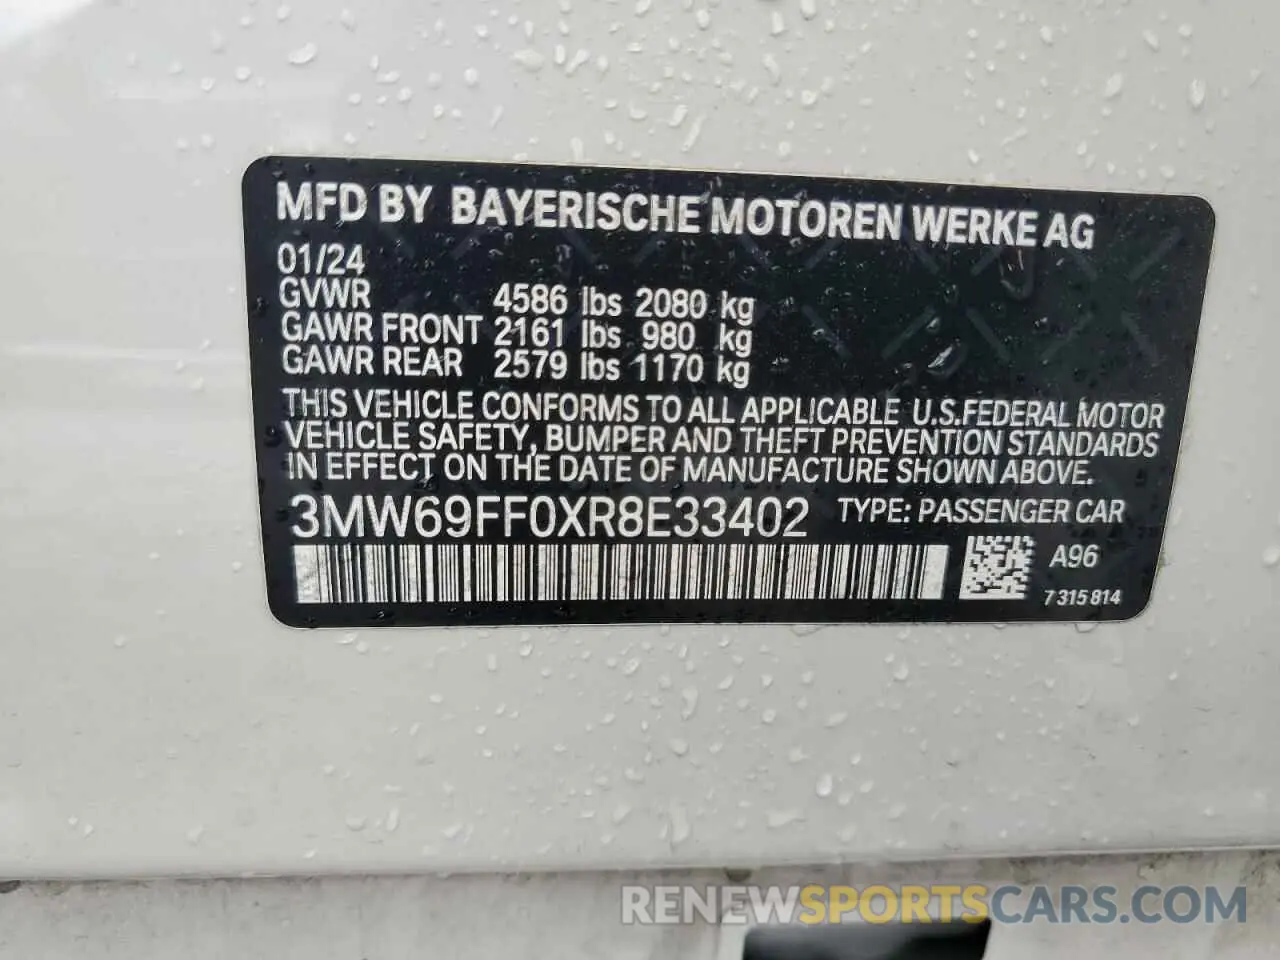 MFD BY BAYERISCHE MOTOREN WERKE AG
01/24
GVWR 4586 lbs 2080 kg
GAWR FRONT 2161 lbs 980 kg
GAWR REAR 2579 lbs 1170 kg
THIS VEHICLE CONFORMS TO ALL APPLICABLE U.S.FEDERAL MOTOR
VEHICLE SAFETY, BUMPER AND THEFT PREVENTION STANDARDS
IN EFFECT ON THE DATE OF MANUFACTURE SHOWN ABOVE.
3MW69FF0XR8E33402 TYPE: PASSENGER CAR
A96
7 315 814
RENEWSPORTSCARS.COM